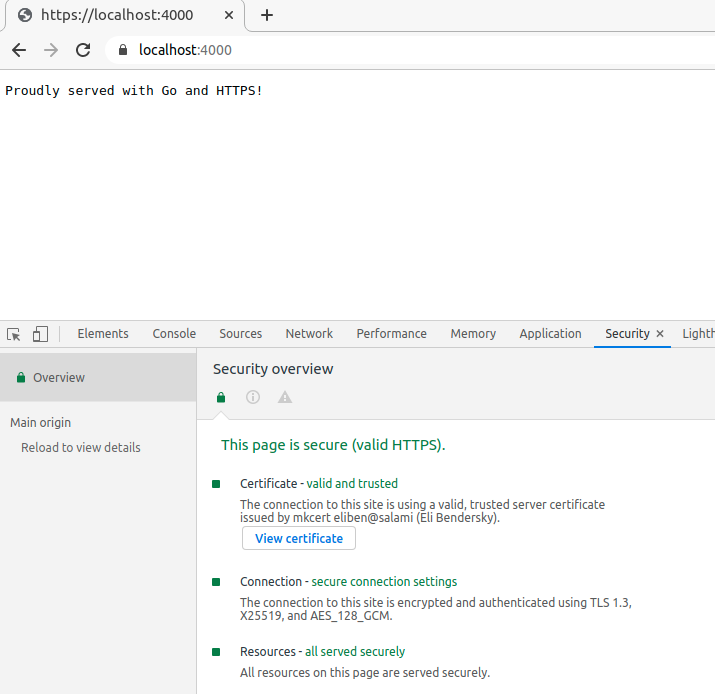 https://localhost:4000
localhost:4000
Proudly served with Go and HTTPS!
Elements Console Sources Network Performance Memory Application Security Lighth
Overview
Main origin
Reload to view details
Security overview
This page is secure (valid HTTPS).
Certificate - valid and trusted
The connection to this site is using a valid, trusted server certificate
issued by mkcert eliben@salami (Eli Bendersky).
View certificate
Connection - secure connection settings
The connection to this site is encrypted and authenticated using TLS 1.3,
X25519, and AES_128_GCM.
Resources - all served securely
All resources on this page are served securely.